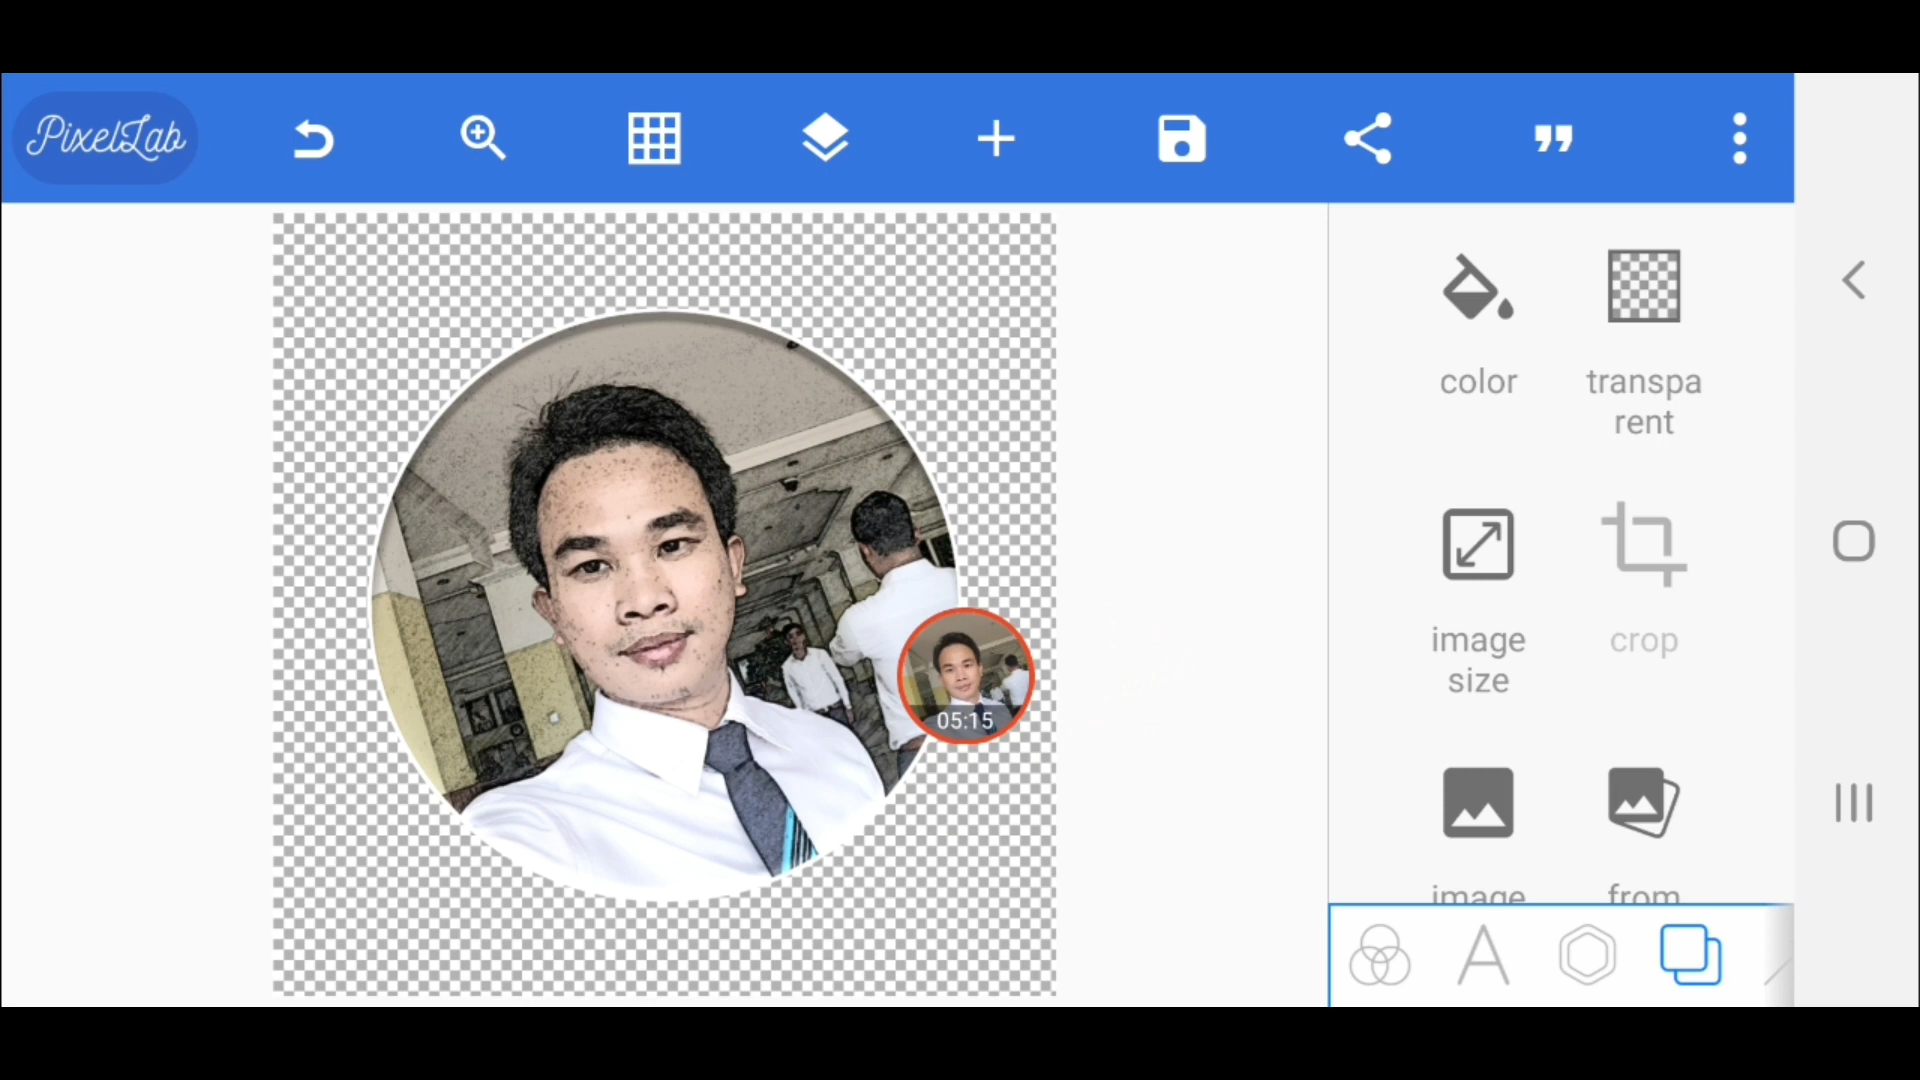 PixelLab
color
transpa
rent
image
size
crop
05:15
image
from